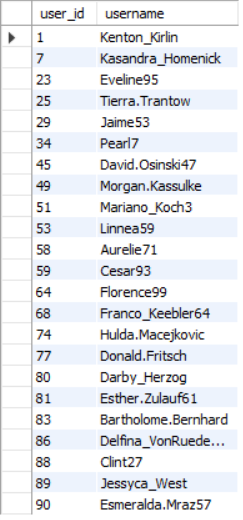 user_id username
1 Kenton_Kirlin
7 Kasandra_Homenick
23 Eveline95
25 Tierra.Trantow
29 Jaime53
34 Pearl7
45 David.Osinski47
49 Morgan.Kassulke
51 Mariano_Koch3
53 Linnea59
58 Aurelie71
59 Cesar93
64 Florence99
68 Franco_Keebler64
74 Hulda.Macejkovic
77 Donald.Fritsch
80 Darby_Herzog
81 Esther.Zulauf61
83 Bartholome.Bernhard
86 Delfina_VonRuede...
88 Clint27
89 Jessyca_West
90 Esmeralda.Mraz57